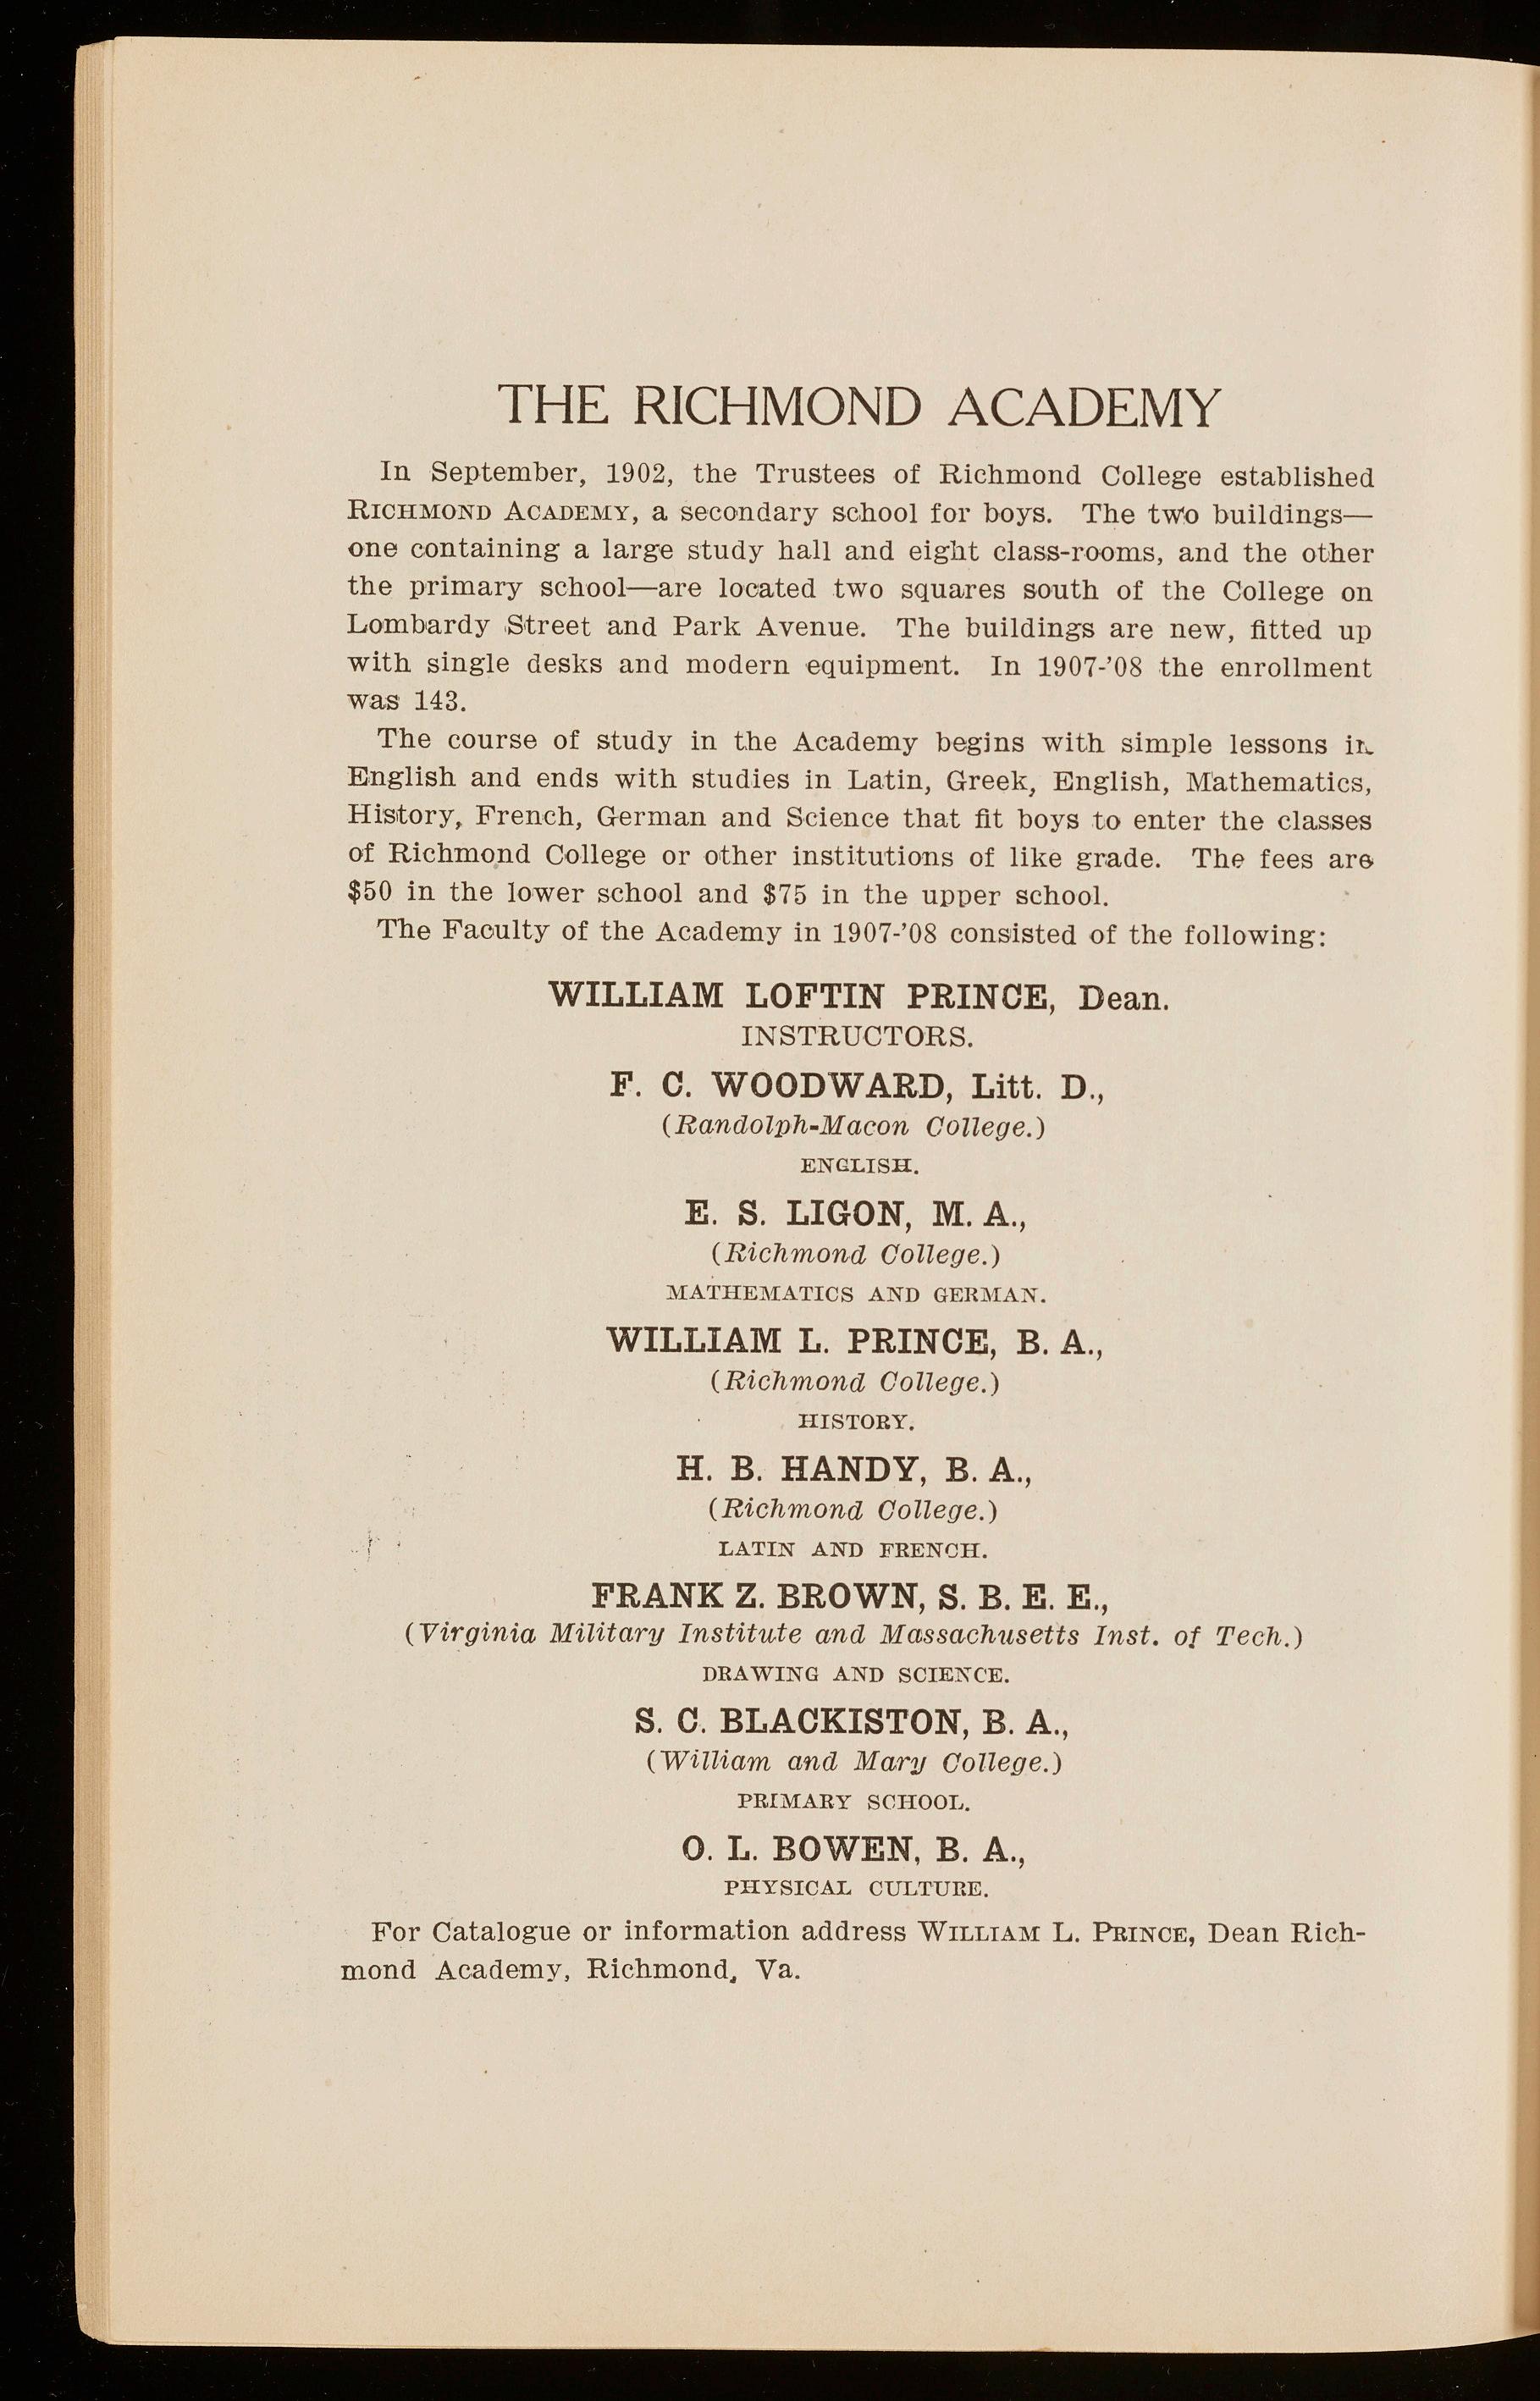 THE RICHMOND ACADEMY
In September, 1902, the Trustees of Richmond College established
RICHMOND ACADEMY, a secondary school for boys. The two buildings—
one containing a large study hall and eight class-rooms, and the other
the primary school—are located two squares south of the College on
Lombardy Street and Park Avenue. The buildings are new, fitted up
with single desks and modern equipment. In 1907-'08 the enrollment
was 143.
The course of study in the Academy begins with simple lessons in
English and ends with studies in Latin, Greek, English, Mathematics,
History, French, German and Science that fit boys to enter the classes
of Richmond College or other institutions of like grade. The fees are
$50 in the lower school and $75 in the upper school.
The Faculty of the Academy in 1907-'08 consisted of the following:
WILLIAM LOFTIN PRINCE, Dean.
INSTRUCTORS.
F. C. WOODWARD, Litt. D.,
(Randolph-Macon College.)
ENGLISH.
E. S. LIGON, M. A.,
(Richmond College.)
MATHEMATICS AND GERMAN.
WILLIAM L. PRINCE, B. A.,
(Richmond College.)
HISTORY.
H. B. HANDY, B. A.,
(Richmond College.)
LATIN AND FRENCH.
FRANK Z. BROWN, S. B. E. E.,
(Virginia Military Institute and Massachusetts Inst. of Tech.)
DRAWING AND SCIENCE.
S. C. BLACKISTON, B. A.,
(William and Mary College.)
PRIMARY SCHOOL.
O. L. BOWEN, B. A.,
PHYSICAL CULTURE.
For Catalogue or information address WILLIAM L. PRINCE, Dean Rich-
mond Academy, Richmond, Va.